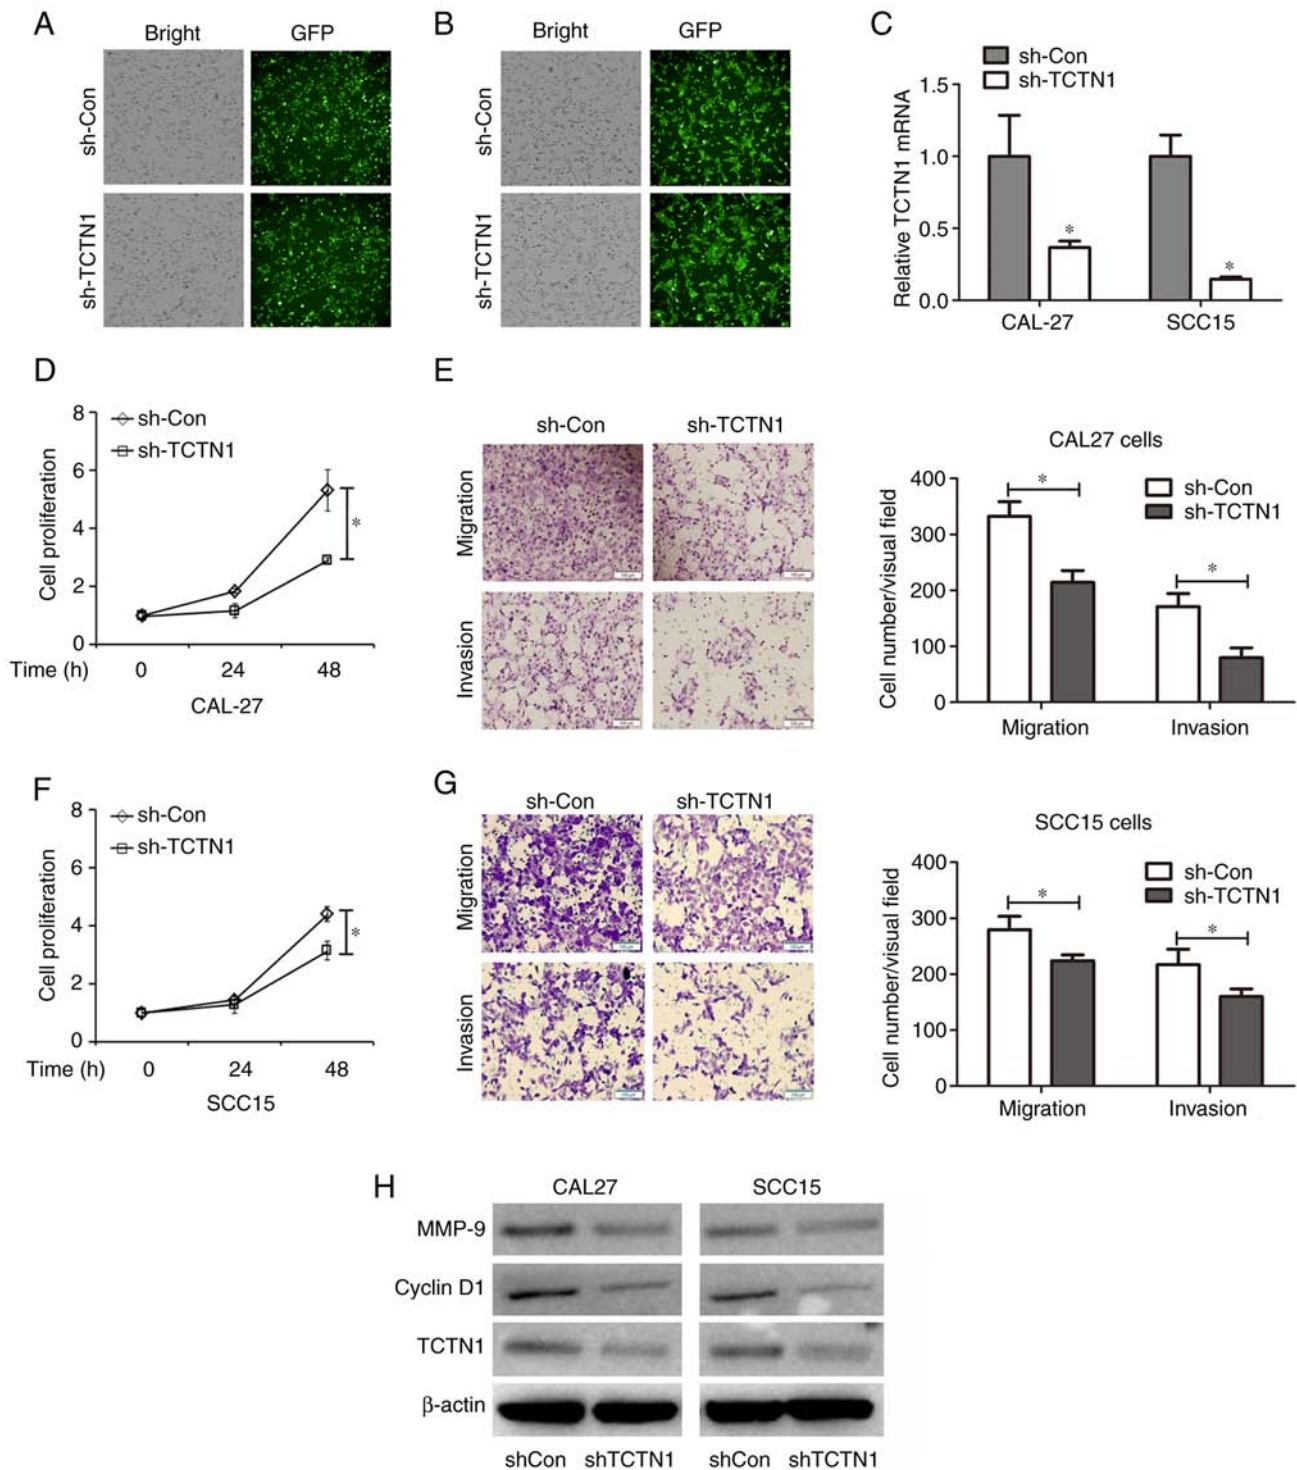 A
Bright
GFP
sh-Con
sh-TCTN1
B
Bright
GFP
sh-Con
sh-TCTN1
C
sh-Con
sh-TCTN1
Relative TCTN1 mRNA
1.5
1.0
0.5
0.0
*
*
CAL-27
SCC15
D
sh-Con
sh-TCTN1
Cell proliferation
8
6
4
2
0
*
Time (h)
0
24
48
CAL-27
E
sh-Con
sh-TCTN1
Migration
Invasion
CAL27 cells
sh-Con
sh-TCTN1
Cell number/visual field
400
300
200
100
0
*
*
Migration
Invasion
F
sh-Con
sh-TCTN1
Cell proliferation
8
6
4
2
0
*
Time (h)
0
24
48
SCC15
G
sh-Con
sh-TCTN1
Migration
Invasion
SCC15 cells
sh-Con
sh-TCTN1
Cell number/visual field
400
300
200
100
0
*
*
Migration
Invasion
H
CAL27
SCC15
MMP-9
Cyclin D1
TCTN1
β-actin
shCon
shTCTN1
shCon
shTCTN1